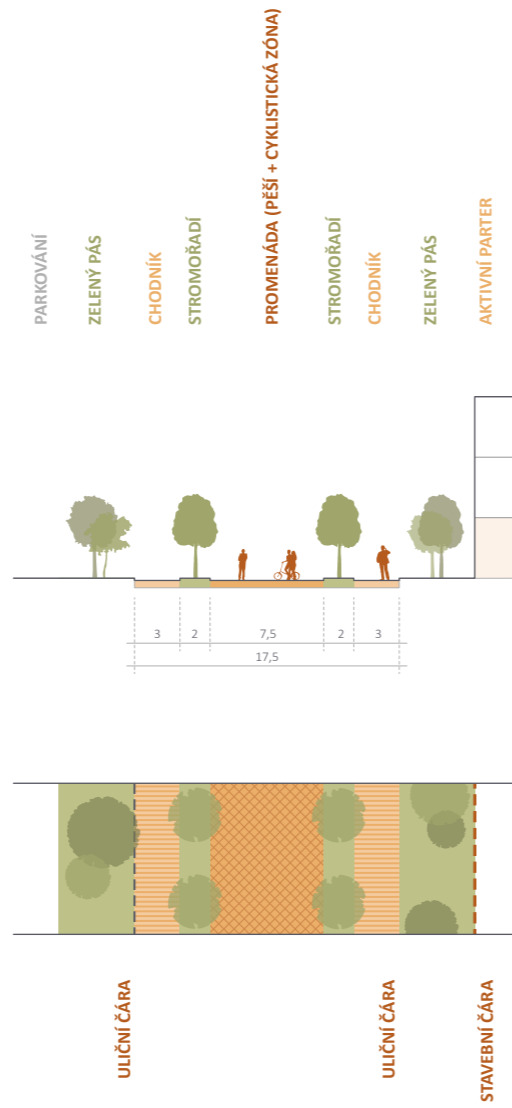 PARKOVÁNÍ
ZELENÝ PÁS
CHODNÍK
STROMOŘADÍ
PROMENÁDA (PĚŠÍ + CYKLISTICKÁ ZÓNA)
STROMOŘADÍ
CHODNÍK
ZELENÝ PÁS
AKTIVNÍ PARTER
3
2
7,5
2
3
17,5
ULIČNÍ ČÁRA
ULIČNÍ ČÁRA
STAVEBNÍ ČÁRA